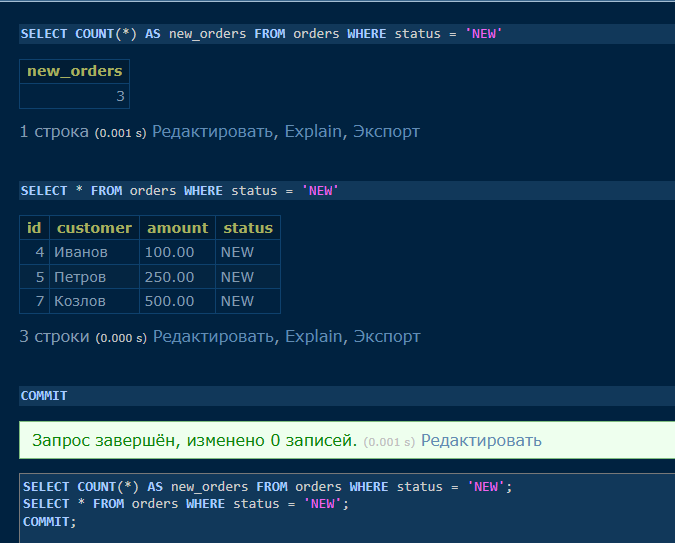 SELECT COUNT(*) AS new_orders FROM orders WHERE status = 'NEW'
new_orders
3
1 строка (0.001 s) Редактировать, Explain, Экспорт
SELECT * FROM orders WHERE status = 'NEW'
id customer amount status
4 Иванов 100.00 NEW
5 Петров 250.00 NEW
7 Козлов 500.00 NEW
3 строки (0.000 s) Редактировать, Explain, Экспорт
COMMIT
Запрос завершён, изменено 0 записей. (0.001 s) Редактировать
SELECT COUNT(*) AS new_orders FROM orders WHERE status = 'NEW';
SELECT * FROM orders WHERE status = 'NEW';
COMMIT;